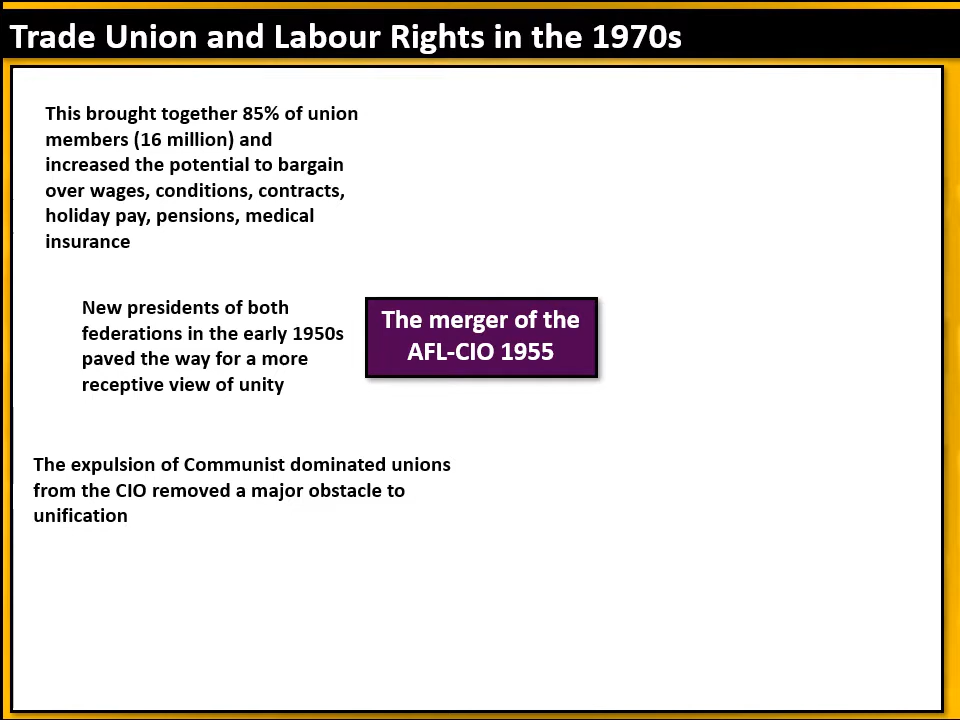 Trade Union and Labour Rights in the 1970s
This brought together 85% of union
members (16 million) and
increased the potential to bargain
over wages, conditions, contracts,
holiday pay, pensions, medical
insurance
New presidents of both
federations in the early 1950s
paved the way for a more
receptive view of unity
The merger of the
AFL-CIO 1955
The expulsion of Communist dominated unions
from the CIO removed a major obstacle to
unification